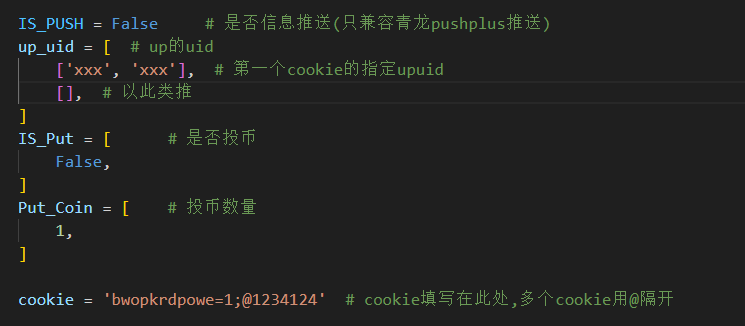 IS_PUSH = False     # 是否信息推送(只兼容青龙pushplus推送)
up_uid = [  # up的uid
    ['xxx', 'xxx'],  # 第一个cookie的指定upuid
    [],  # 以此类推
]
IS_Put = [      # 是否投币
    False,
]
Put_Coin = [    # 投币数量
    1,
]
cookie = 'bwopkrdpowe=1;@1234124'  # cookie填写在此处,多个cookie用@隔开